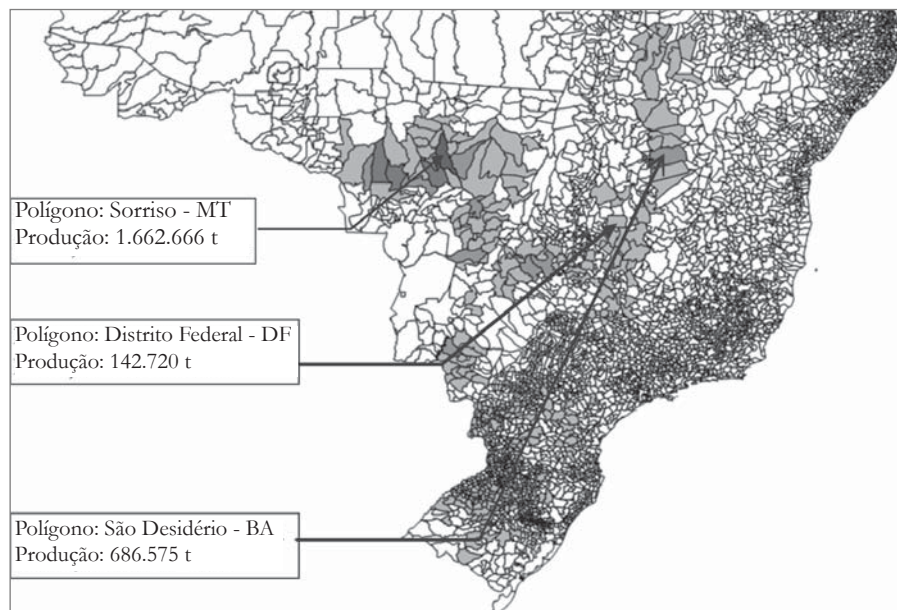 Polígono: Sorriso - MT
Produção: 1.662.666 t
Polígono: Distrito Federal - DF
Produção: 142.720 t
Polígono: São Desidério - BA
Produção: 686.575 t